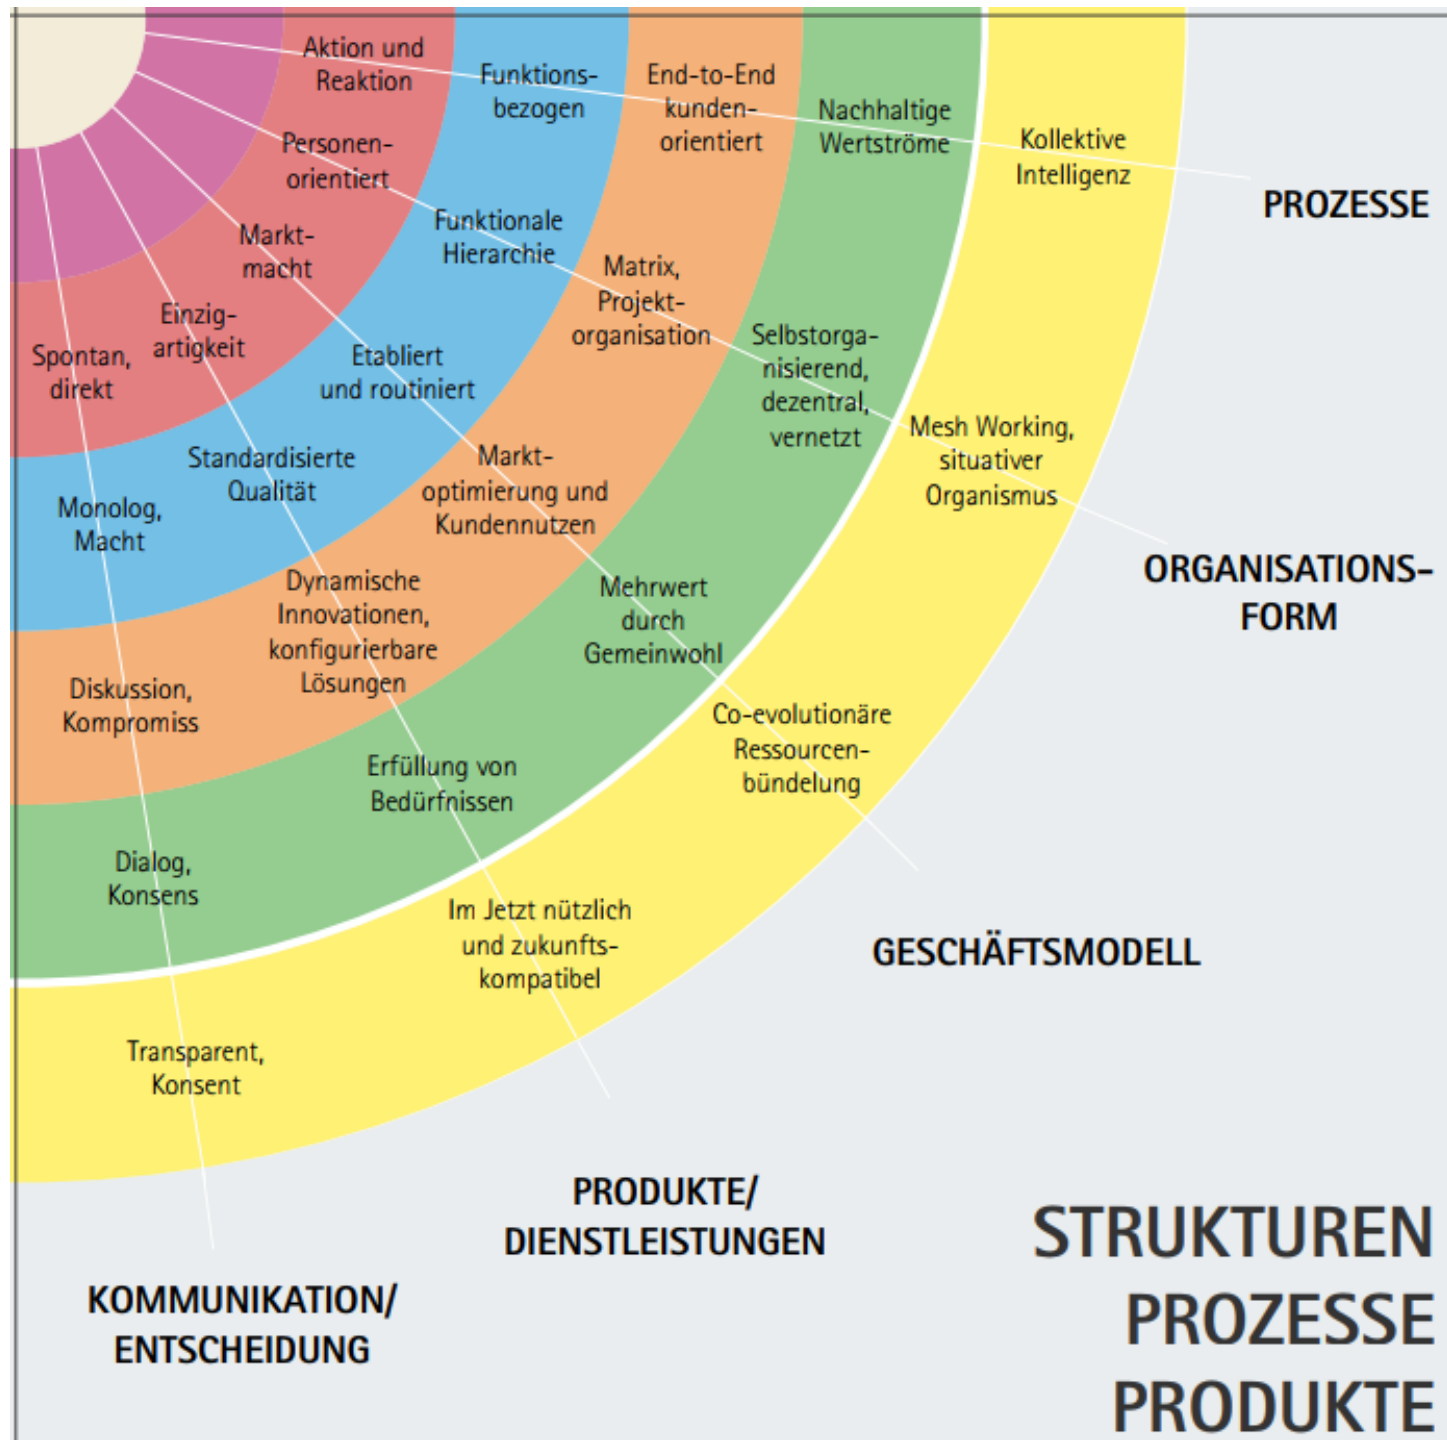 Aktion und
Reaktion
Funktions-
bezogen
End-to-End
kunden-
orientiert
Nachhaltige
Wertströme
Kollektive
Intelligenz
PROZESSE
Personen-
orientiert
Funktionale
Hierarchie
Matrix,
Projekt-
organisation
Selbstorga-
nisierend,
dezentral,
vernetzt
Mesh Working,
situativer
Organismus
ORGANISATIONS-
FORM
Markt-
macht
Etabliert
und routiniert
Markt-
optimierung und
Kundennutzen
Mehrwert
durch
Gemeinwohl
Co-evolutionäre
Ressourcen-
bündelung
GESCHÄFTSMODELL
Einzig-
artigkeit
Standardisierte
Qualität
Dynamische
Innovationen,
konfigurierbare
Lösungen
Erfüllung von
Bedürfnissen
Im Jetzt nützlich
und zukunfts-
kompatibel
PRODUKTE/
DIENSTLEISTUNGEN
Spontan,
direkt
Monolog,
Macht
Diskussion,
Kompromiss
Dialog,
Konsens
Transparent,
Konsent
KOMMUNIKATION/
ENTSCHEIDUNG
STRUKTUREN
PROZESSE
PRODUKTE